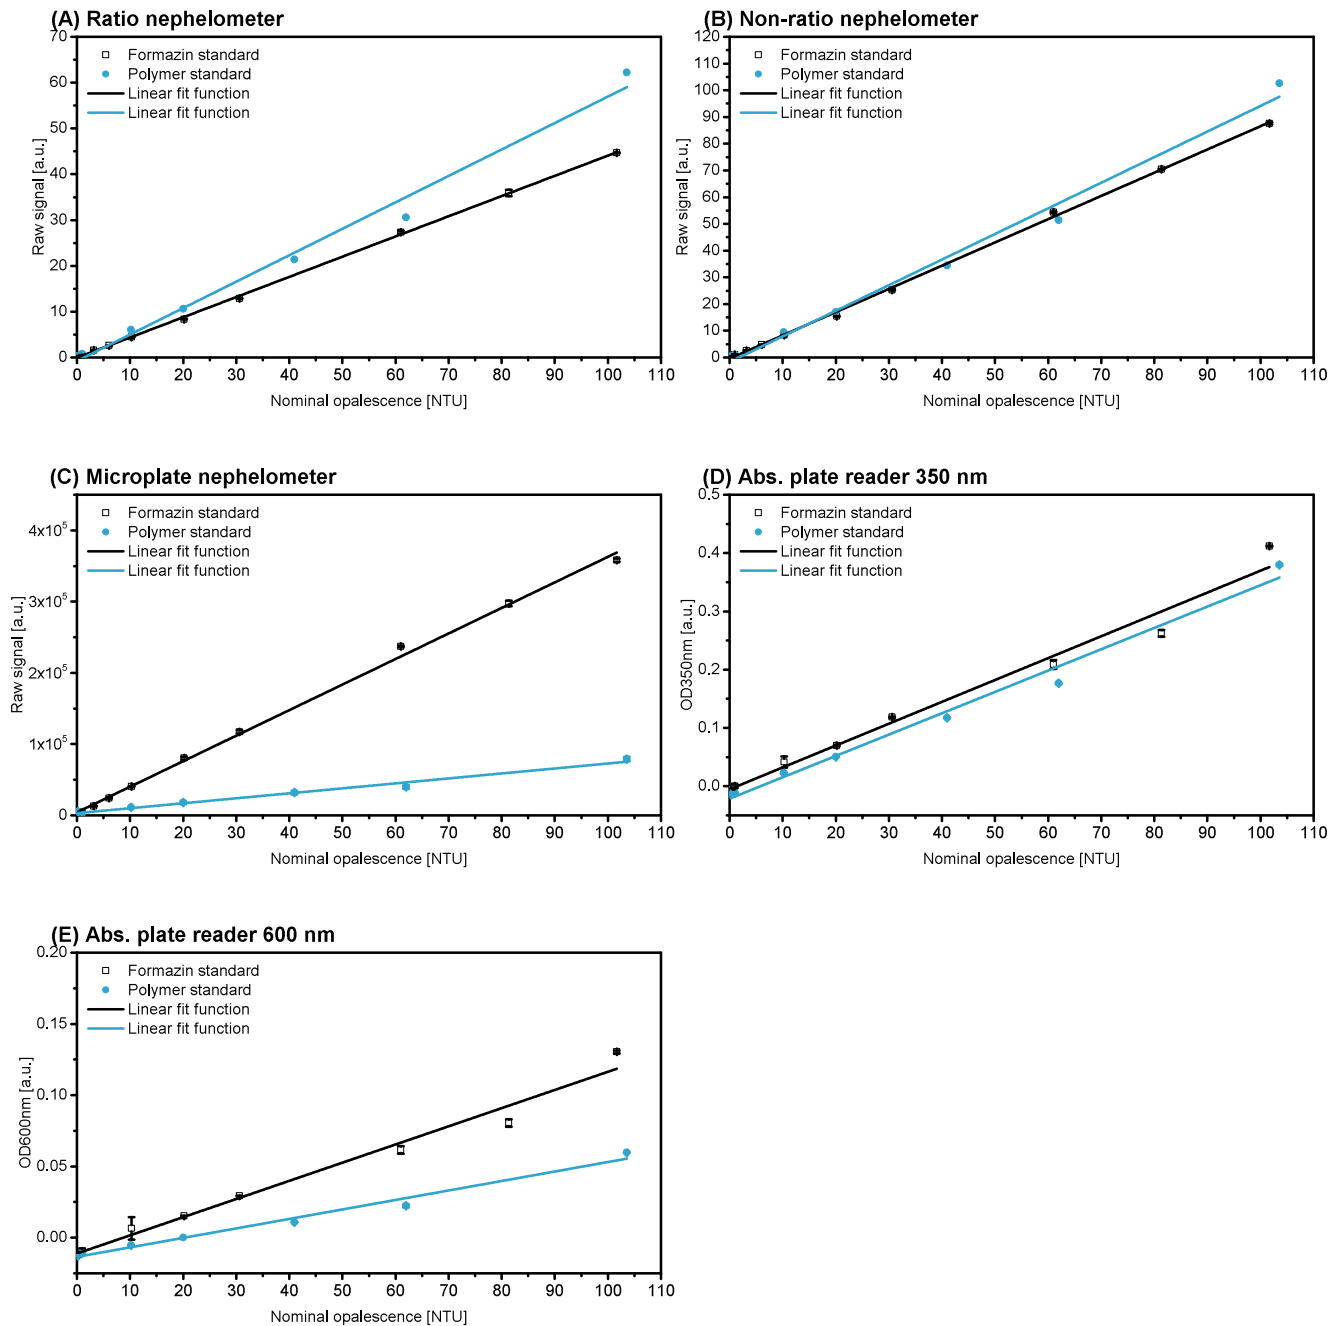 (A) Ratio nephelometer
Formazin standard
Polymer standard
Linear fit function
Linear fit function
Raw signal [a.u.]
70
60
50
40
30
20
10
0
0 10 20 30 40 50 60 70 80 90 100 110
Nominal opalescence [NTU]
(B) Non-ratio nephelometer
Formazin standard
Polymer standard
Linear fit function
Linear fit function
Raw signal [a.u.]
120
110
100
90
80
70
60
50
40
30
20
10
0
0 10 20 30 40 50 60 70 80 90 100 110
Nominal opalescence [NTU]
(C) Microplate nephelometer
Formazin standard
Polymer standard
Linear fit function
Linear fit function
Raw signal [a.u.]
4x10⁵
3x10⁵
2x10⁵
1x10⁵
0
0 10 20 30 40 50 60 70 80 90 100 110
Nominal opalescence [NTU]
(D) Abs. plate reader 350 nm
Formazin standard
Polymer standard
Linear fit function
Linear fit function
OD350nm [a.u.]
0.5
0.4
0.3
0.2
0.1
0.0
0 10 20 30 40 50 60 70 80 90 100 110
Nominal opalescence [NTU]
(E) Abs. plate reader 600 nm
Formazin standard
Polymer standard
Linear fit function
Linear fit function
OD600nm [a.u.]
0.20
0.15
0.10
0.05
0.00
0 10 20 30 40 50 60 70 80 90 100 110
Nominal opalescence [NTU]